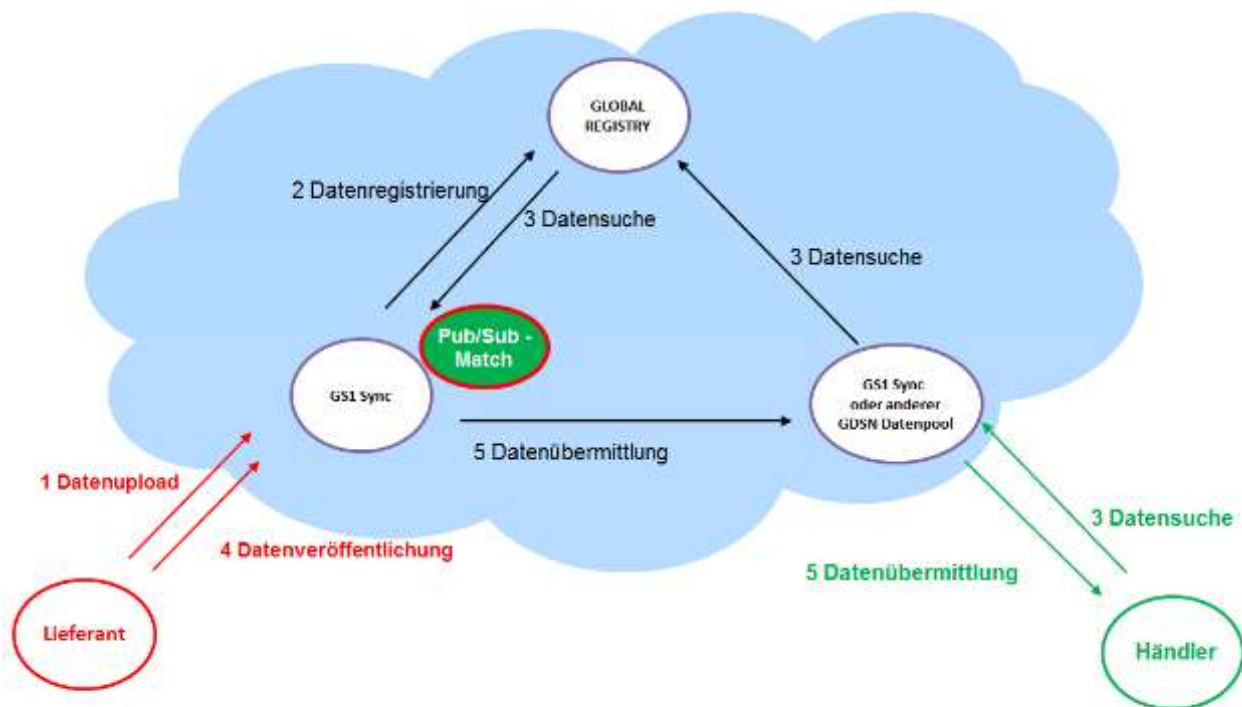 GLOBAL
REGISTRY
2 Datenregistrierung
3 Datensuche
3 Datensuche
Pub/Sub -
Match
GS1 Sync
GS1 Sync
oder anderer
GDSN Datenpool
5 Datenübermittlung
1 Datenupload
4 Datenveröffentlichung
3 Datensuche
5 Datenübermittlung
Lieferant
Händler